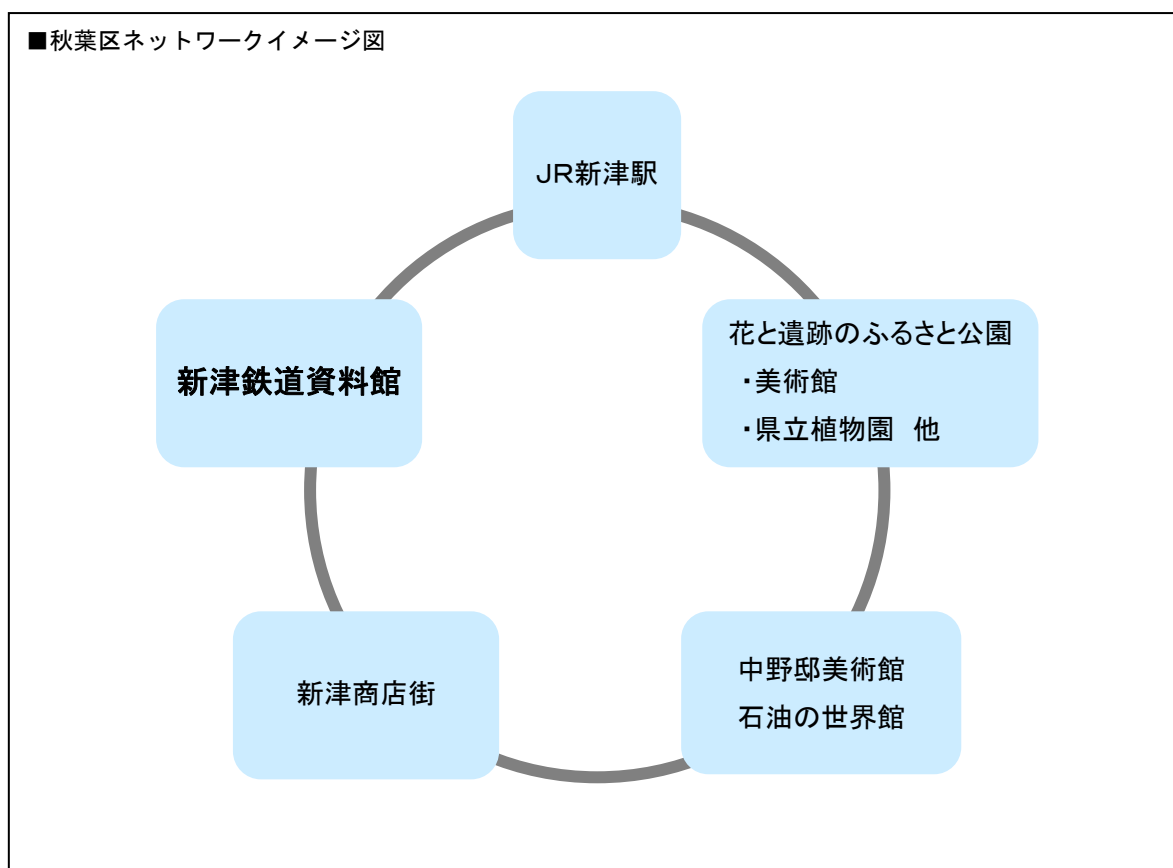 ■秋葉区ネットワークイメージ図
JR新津駅
新津鉄道資料館
花と遺跡のふるさと公園
・美術館
・県立植物園　他
新津商店街
中野邸美術館
石油の世界館